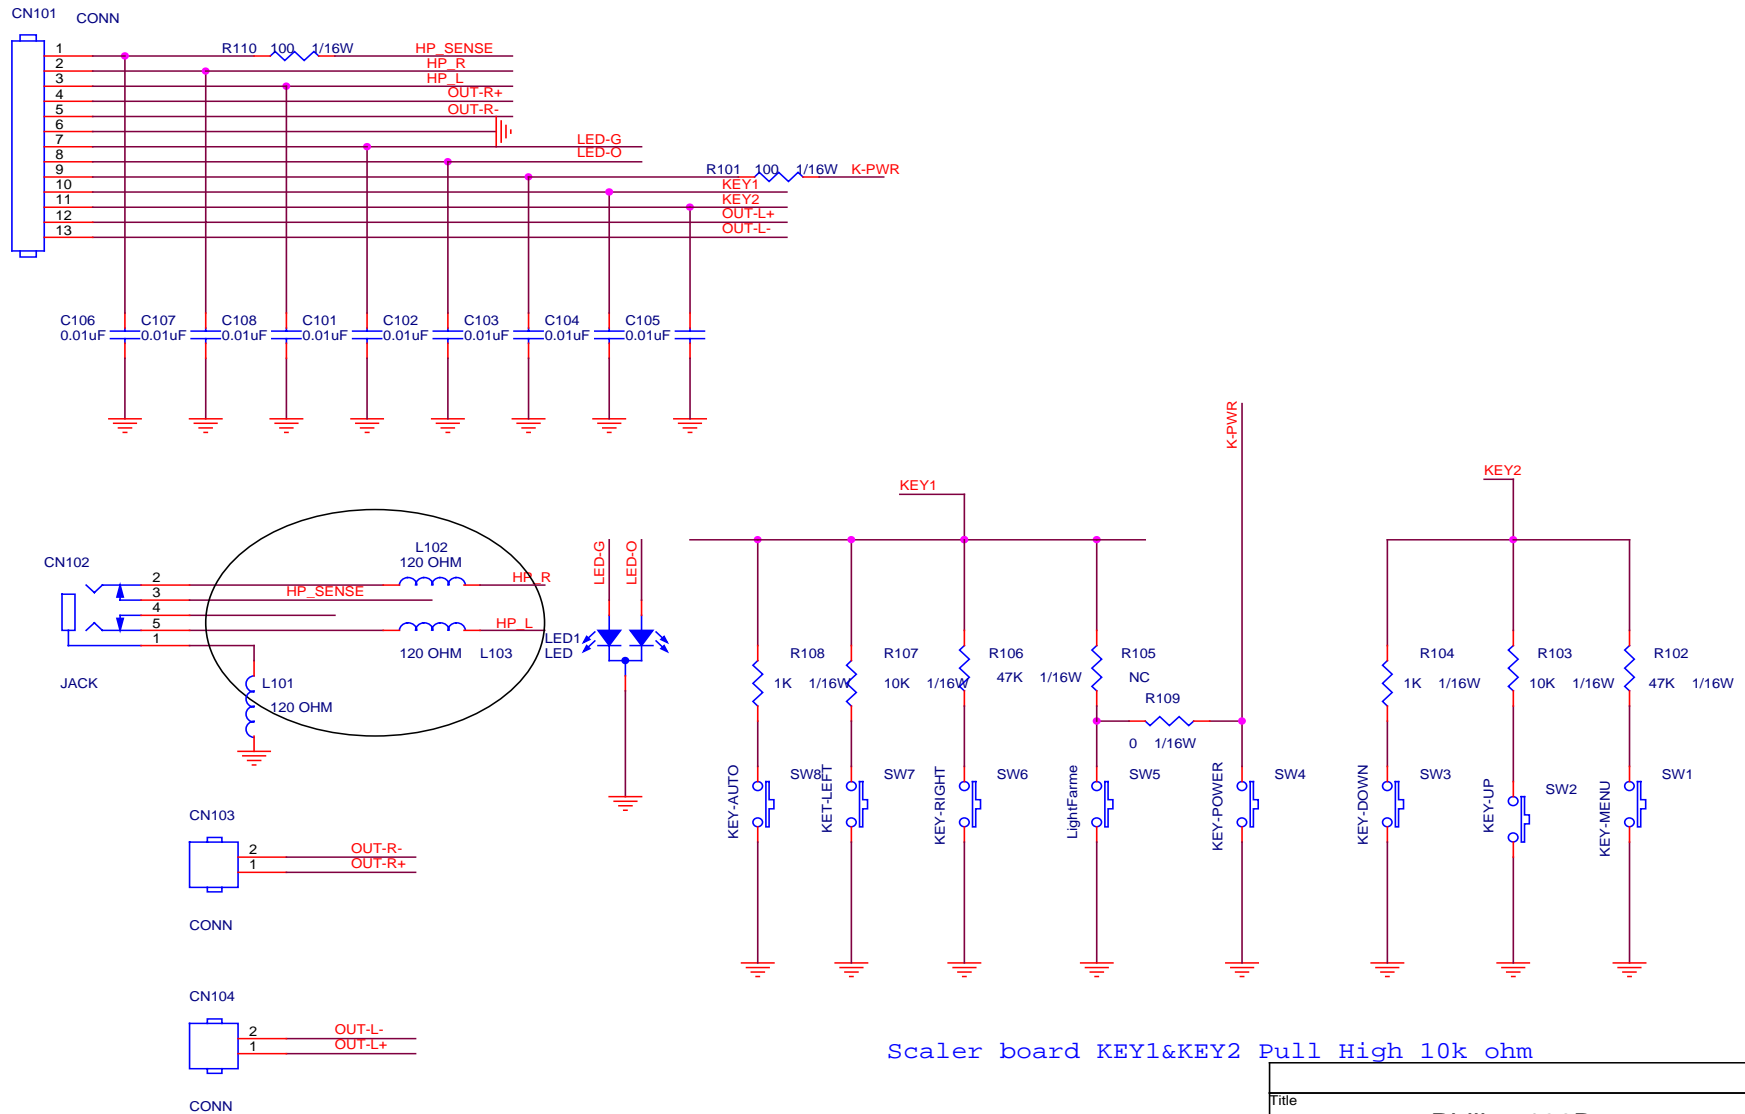 CN101 CONN
1 R110 100 1/16W HP_SENSE
2 HP_R
3 HP_L
4 OUT-R+
5 OUT-R-
6
7 LED-G
8 LED-O
9 R101 100 1/16W K-PWR
10 KEY1
11 KEY2
12 OUT-L+
13 OUT-L-
C106 C107 C108 C101 C102 C103 C104 C105
0.01uF 0.01uF 0.01uF 0.01uF 0.01uF 0.01uF 0.01uF 0.01uF
K-PWR
KEY1
KEY2
CN102
L102
120 OHM
2 HP_R
3 HP_SENSE
4
5 HP_L
1
120 OHM L103
JACK
L101
120 OHM
LED-G
LED-O
LED1
LED
R108
1K 1/16W
R107
10K 1/16W
R106
47K 1/16W
R105
NC
R109
0 1/16W
R104
1K 1/16W
R103
10K 1/16W
R102
47K 1/16W
KEY-AUTO
SW8
KET-LEFT
SW7
KEY-RIGHT
SW6
LightFarme
SW5
KEY-POWER
SW4
KEY-DOWN
SW3
KEY-UP
SW2
KEY-MENU
SW1
CN103
2 OUT-R-
1 OUT-R+
CONN
CN104
2 OUT-L-
1 OUT-L+
CONN
Scaler board KEY1&KEY2 Pull High 10k ohm
Title